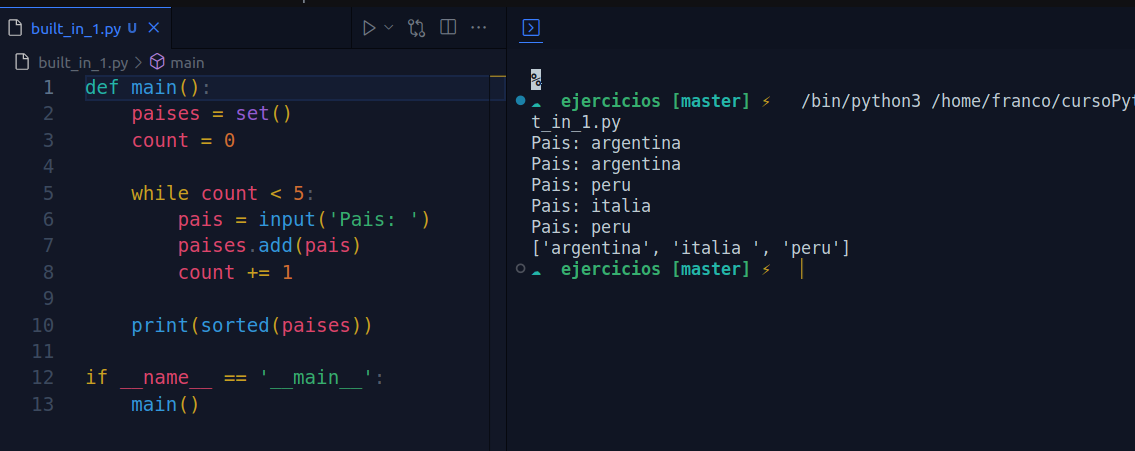 built_in_1.py U
built_in_1.py > main
1 def main():
2     paises = set()
3     count = 0
4
5     while count < 5:
6         pais = input('Pais: ')
7         paises.add(pais)
8         count += 1
9
10     print(sorted(paises))
11
12 if __name__ == '__main__':
13     main()
%
ejercicios [master] ⚡ /bin/python3 /home/franco/cursoPyt
t_in_1.py
Pais: argentina
Pais: argentina
Pais: peru
Pais: italia
Pais: peru
['argentina', 'italia ', 'peru']
ejercicios [master] ⚡